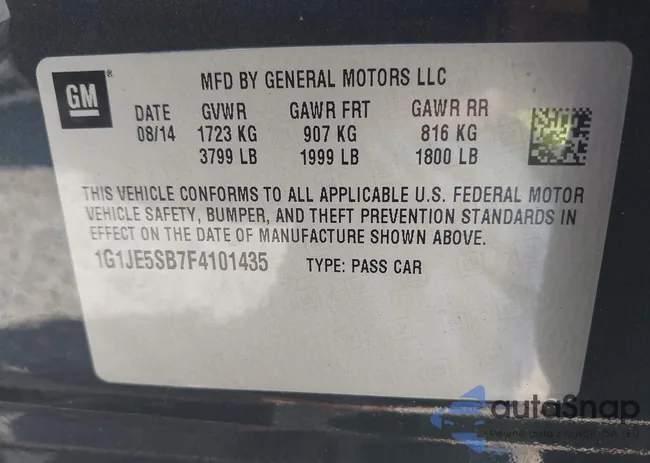 GM
MFD BY GENERAL MOTORS LLC
DATE GVWR GAWR FRT GAWR RR
08/14 1723 KG 907 KG 816 KG
3799 LB 1999 LB 1800 LB
THIS VEHICLE CONFORMS TO ALL APPLICABLE U.S. FEDERAL MOTOR
VEHICLE SAFETY, BUMPER, AND THEFT PREVENTION STANDARDS IN
EFFECT ON THE DATE OF MANUFACTURE SHOWN ABOVE.
1G1JE5SB7F4101435 TYPE: PASS CAR
autoSnap